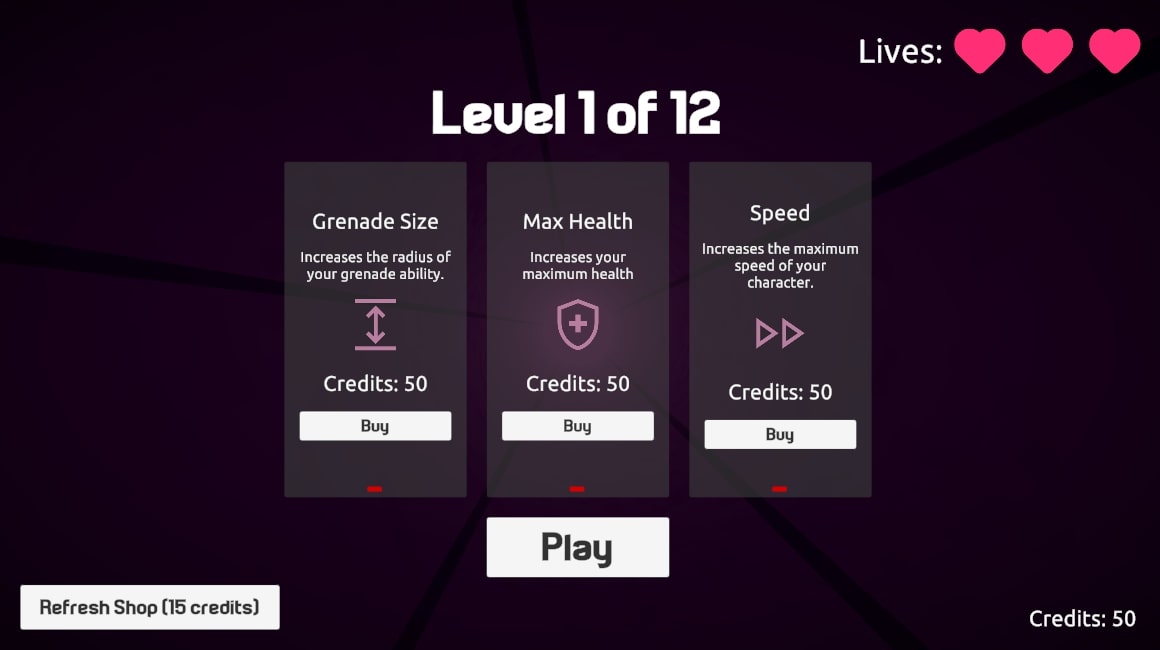 Lives:
Level 1 of 12
Grenade Size
Increases the radius of
your grenade ability.
Credits: 50
Buy
Max Health
Increases your
maximum health
Credits: 50
Buy
Speed
Increases the maximum
speed of your
character.
Credits: 50
Buy
Play
Refresh Shop (15 credits)
Credits: 50